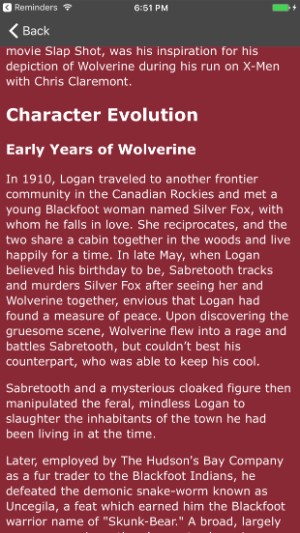 Reminders
6:51 PM
Back
movie Slap Shot, was his inspiration for his
depiction of Wolverine during his run on X-Men
with Chris Claremont.
Character Evolution
Early Years of Wolverine
In 1910, Logan traveled to another frontier
community in the Canadian Rockies and met a
young Blackfoot woman named Silver Fox, with
whom he falls in love. She reciprocates, and the
two share a cabin together in the woods and live
happily for a time. In late May, when Logan
believed his birthday to be, Sabretooth tracks
and murders Silver Fox after seeing her and
Wolverine together, envious that Logan had
found a measure of peace. Upon discovering the
gruesome scene, Wolverine flew into a rage and
battles Sabretooth, but couldn't best his
counterpart, who was able to keep his cool.
Sabretooth and a mysterious cloaked figure then
manipulated the feral, mindless Logan to
slaughter the inhabitants of the town he had
been living in at the time.
Later, employed by The Hudson's Bay Company
as a fur trader to the Blackfoot Indians, he
defeated the demonic snake-worm known as
Uncegila, a feat which earned him the Blackfoot
warrior name of "Skunk-Bear." A broad, largely